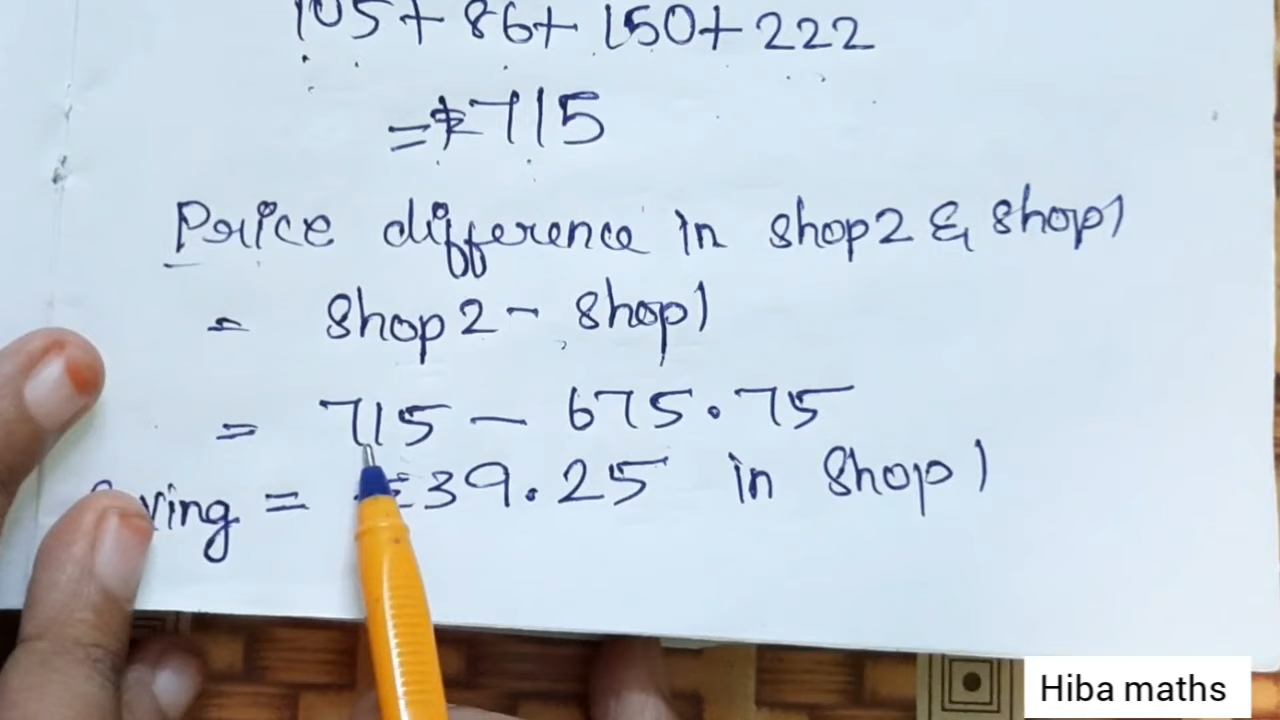 105+ 86+ 150+ 222
=₹715
Price difference in shop2 & shop1
= Shop2 - Shop1
= 715 - 675.75
= ₹39.25 in Shop1
Hiba maths